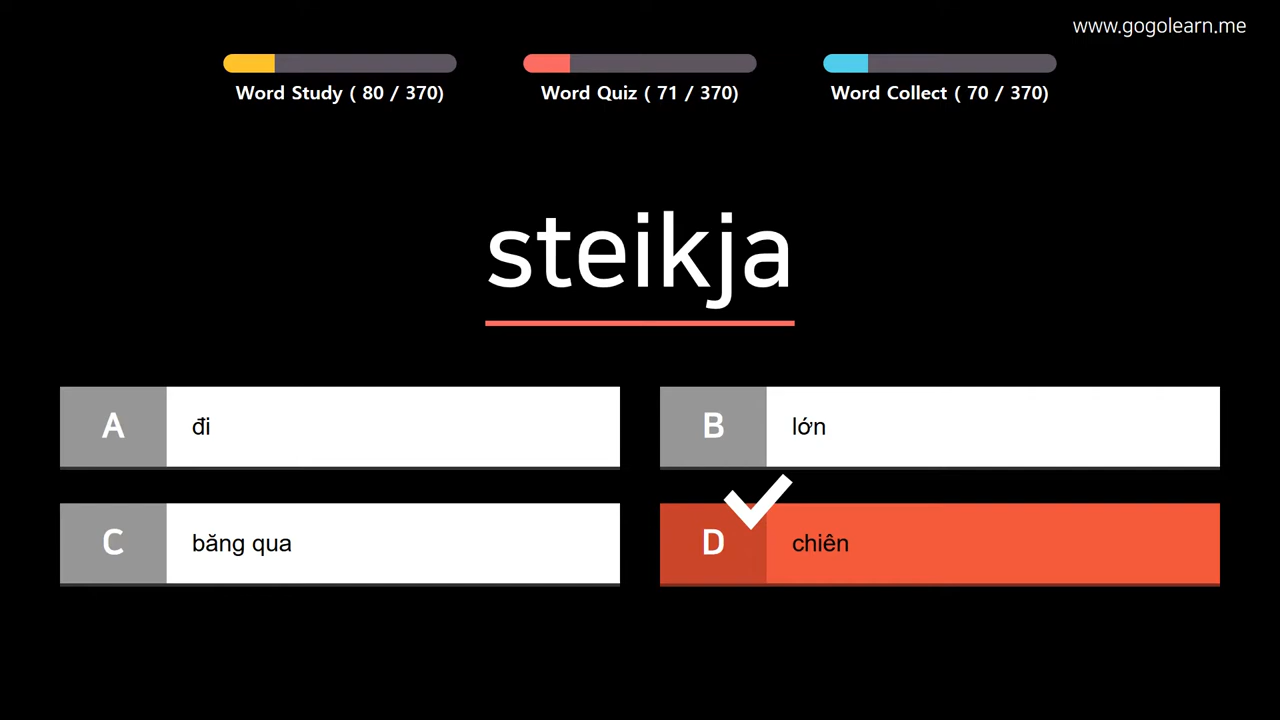 www.gogolearn.me
Word Study ( 80 / 370)
Word Quiz ( 71 / 370)
Word Collect ( 70 / 370)
steikja
A đi
B lớn
C băng qua
D chiên